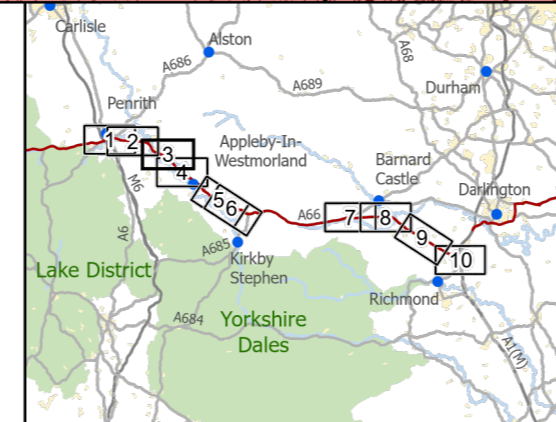 Carlisle
Alston
A686
A689
A68
Durham
Penrith
Appleby-In-
Westmorland
Barnard
Castle
Darlington
1
2
3
4
5
6
7
8
9
10
A66
M6
A6
A685
Kirkby
Stephen
Lake District
Richmond
A684
Yorkshire
Dales
A1(M)